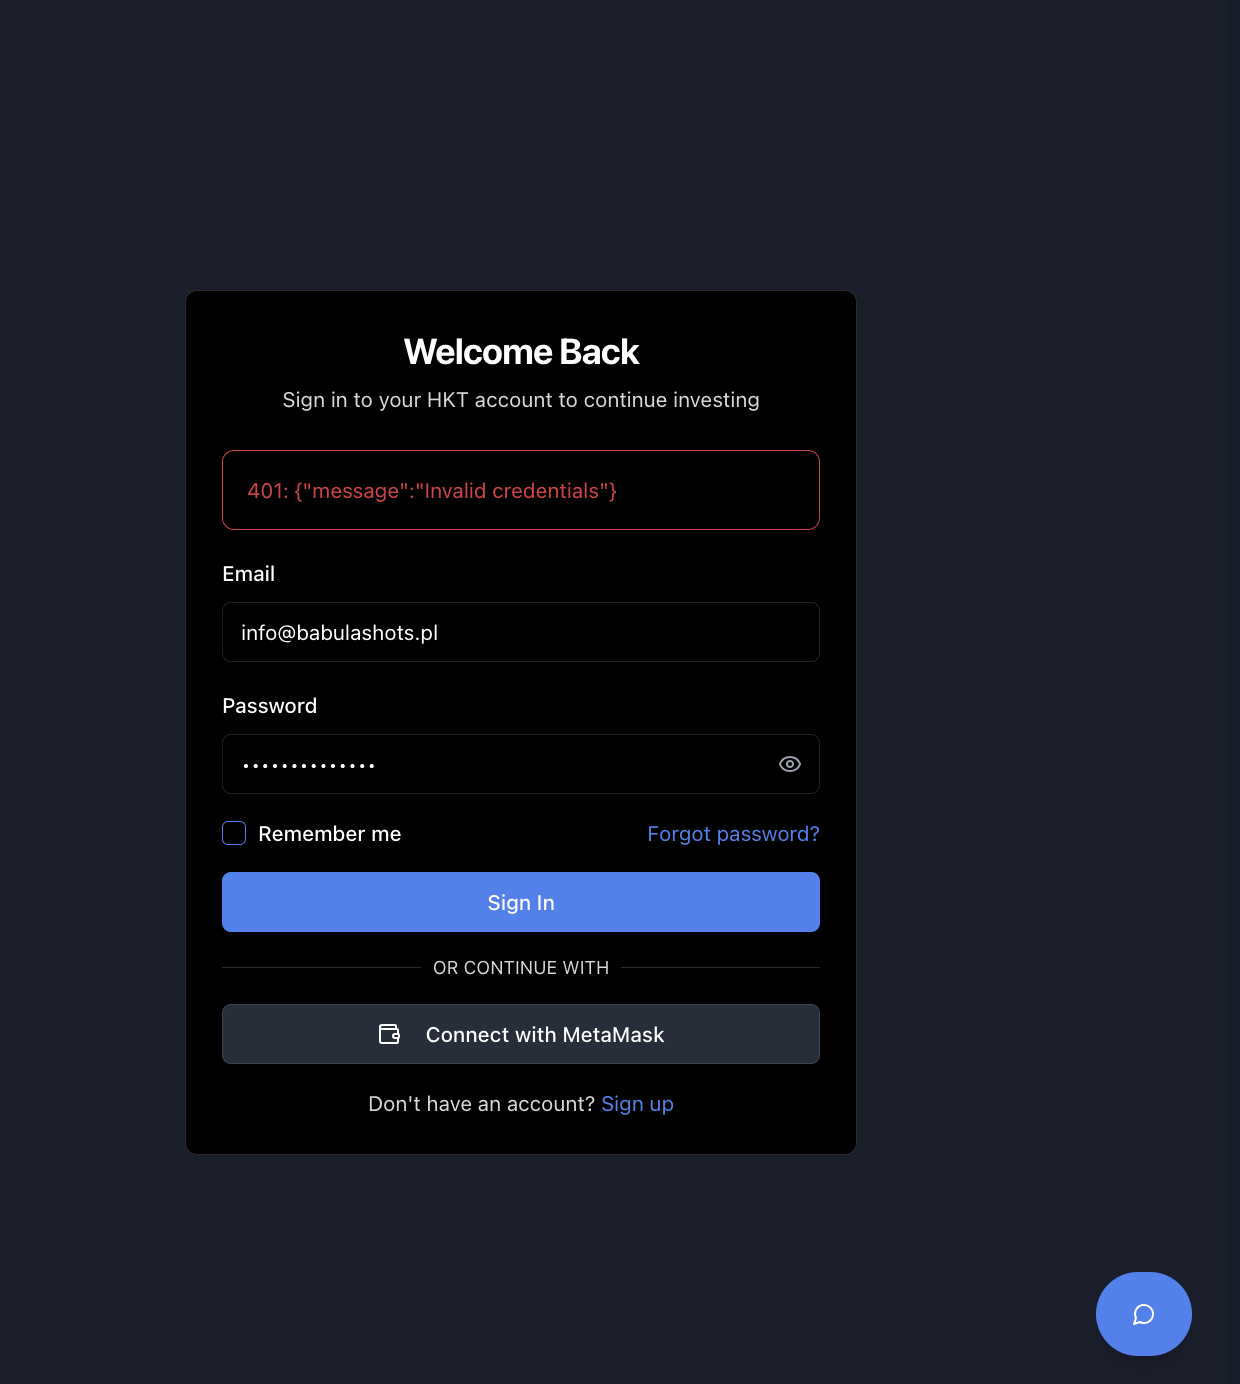 Welcome Back
Sign in to your HKT account to continue investing
401: {"message":"Invalid credentials"}
Email
info@babulashots.pl
Password
••••••••••••••
Remember me
Forgot password?
Sign In
OR CONTINUE WITH
Connect with MetaMask
Don't have an account? Sign up